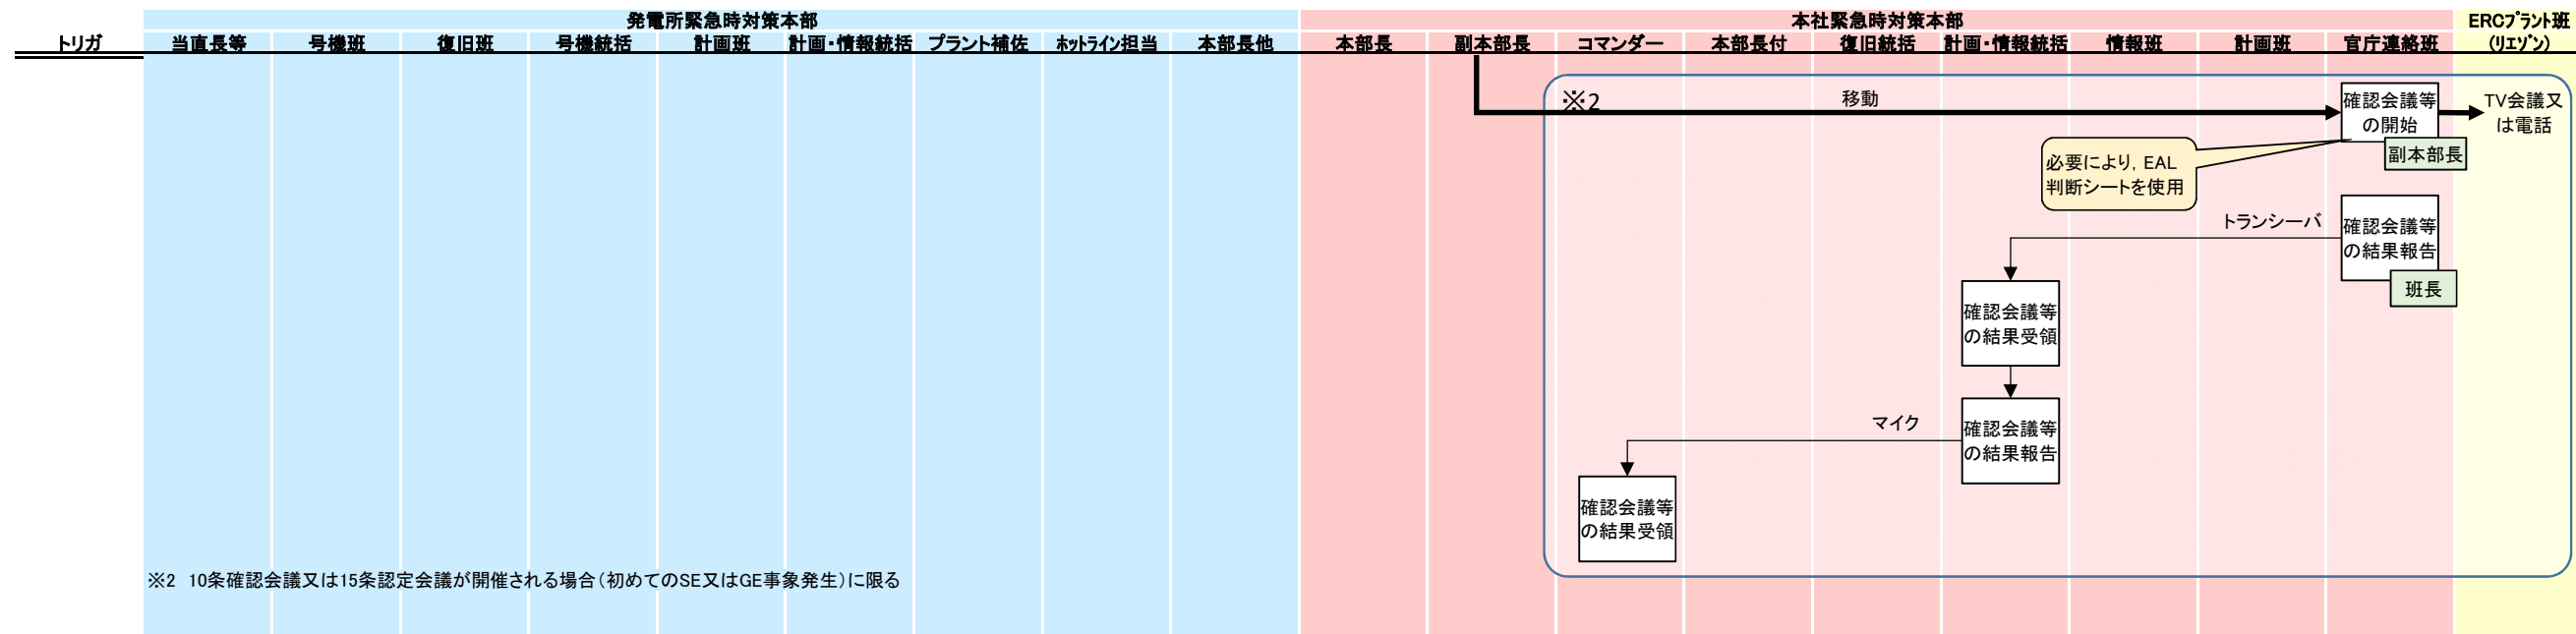 発電所緊急時対策本部
本社緊急時対策本部
ERCﾌﾟﾗﾝﾄ班
トリガ
当直長等
号機班
復旧班
号機統括
計画班
計画・情報統括
プラント補佐
ﾎｯﾄﾗｲﾝ担当
本部長他
本部長
副本部長
コマンダー
本部長付
復旧統括
計画・情報統括
情報班
計画班
官庁連絡班
(ﾘｴｿﾞﾝ)
※2
移動
確認会議等
の開始
TV会議又
は電話
副本部長
必要により, EAL
判断シートを使用
トランシーバ
確認会議等
の結果報告
班長
確認会議等
の結果受領
マイク
確認会議等
の結果報告
確認会議等
の結果受領
※2 10条確認会議又は15条認定会議が開催される場合(初めてのSE又はGE事象発生)に限る